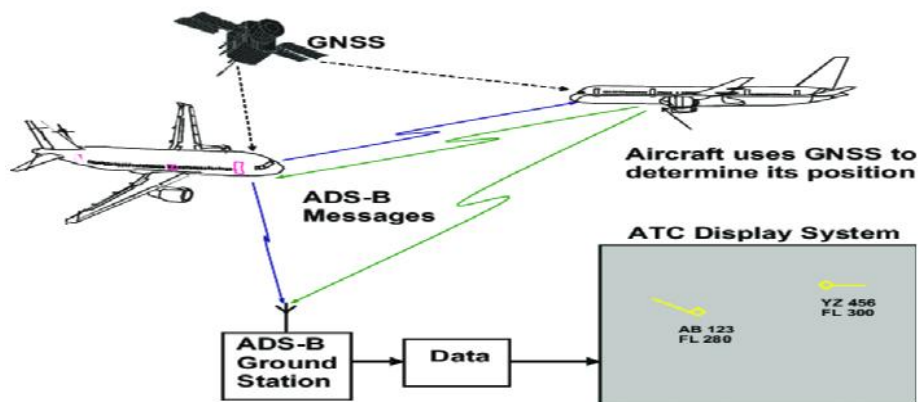 GNSS
Aircraft uses GNSS to
determine its position
ADS-B
Messages
ATC Display System
YZ 456
FL 300
AB 123
FL 280
ADS-B
Ground
Station
Data